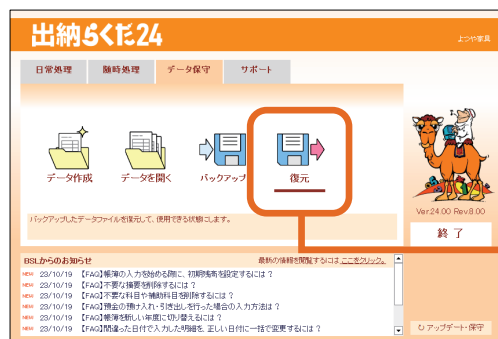 出納らくだ24
よつや家具
日常処理 随時処理 データ保守 サポート
データ作成 データを開く バックアップ 復元
バックアップしたデータファイルを復元して、使用できる状態にします。
Ver.24.00 Rev.8.00
終 了
BSLからのお知らせ 最新の情報を閲覧するには ここをクリック。
NEW 23/10/19 【FAQ】帳簿の入力を始める際に、初期残高を設定するには？
NEW 23/10/19 【FAQ】不要な摘要を削除するには？
NEW 23/10/19 【FAQ】不要な科目や補助科目を削除するには？
NEW 23/10/19 【FAQ】預金の預け入れ・引き出しを行った場合の入力方法は？
NEW 23/10/19 【FAQ】帳簿を新しい年度に切り替えるには？
NEW 23/10/19 【FAQ】間違った日付で入力した明細を、正しい日付に一括で変更するには？
アップデート・保守